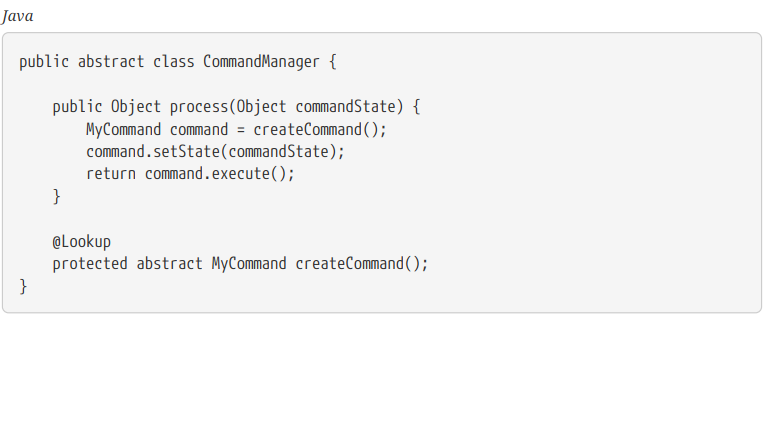 Java
public abstract class CommandManager {
    public Object process(Object commandState) {
        MyCommand command = createCommand();
        command.setState(commandState);
        return command.execute();
    }
    @Lookup
    protected abstract MyCommand createCommand();
}